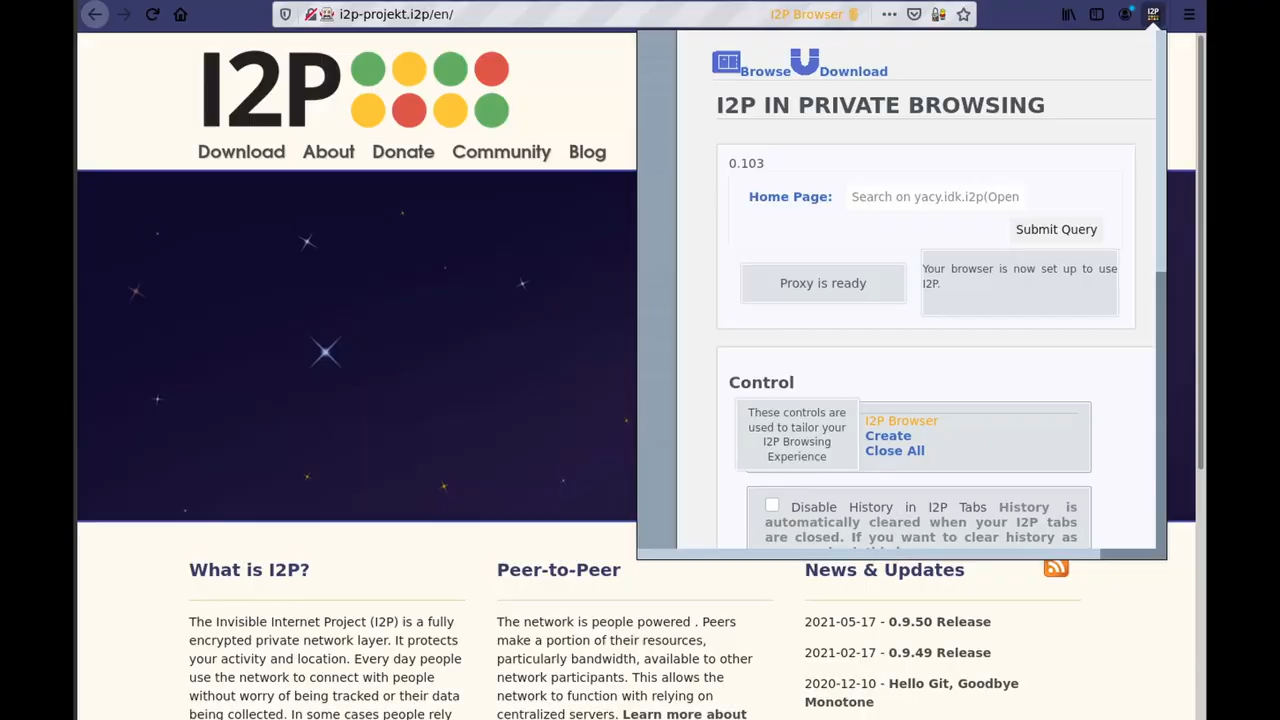 i2p-projekt.i2p/en/
I2P Browser
I2P
I2P
Download About Donate Community Blog
Browse Download
I2P IN PRIVATE BROWSING
0.103
Home Page: Search on yacy.idk.i2p(Open
Submit Query
Proxy is ready
Your browser is now set up to use
I2P.
Control
These controls are
used to tailor your
I2P Browsing
Experience
I2P Browser
Create
Close All
Disable History in I2P Tabs History is
automatically cleared when your I2P tabs
are closed. If you want to clear history as
What is I2P?
The Invisible Internet Project (I2P) is a fully
encrypted private network layer. It protects
your activity and location. Every day people
use the network to connect with people
without worry of being tracked or their data
being collected. In some cases people rely
Peer-to-Peer
The network is people powered . Peers
make a portion of their resources,
particularly bandwidth, available to other
network participants. This allows the
network to function with relying on
centralized servers. Learn more about
News & Updates
2021-05-17 - 0.9.50 Release
2021-02-17 - 0.9.49 Release
2020-12-10 - Hello Git, Goodbye
Monotone